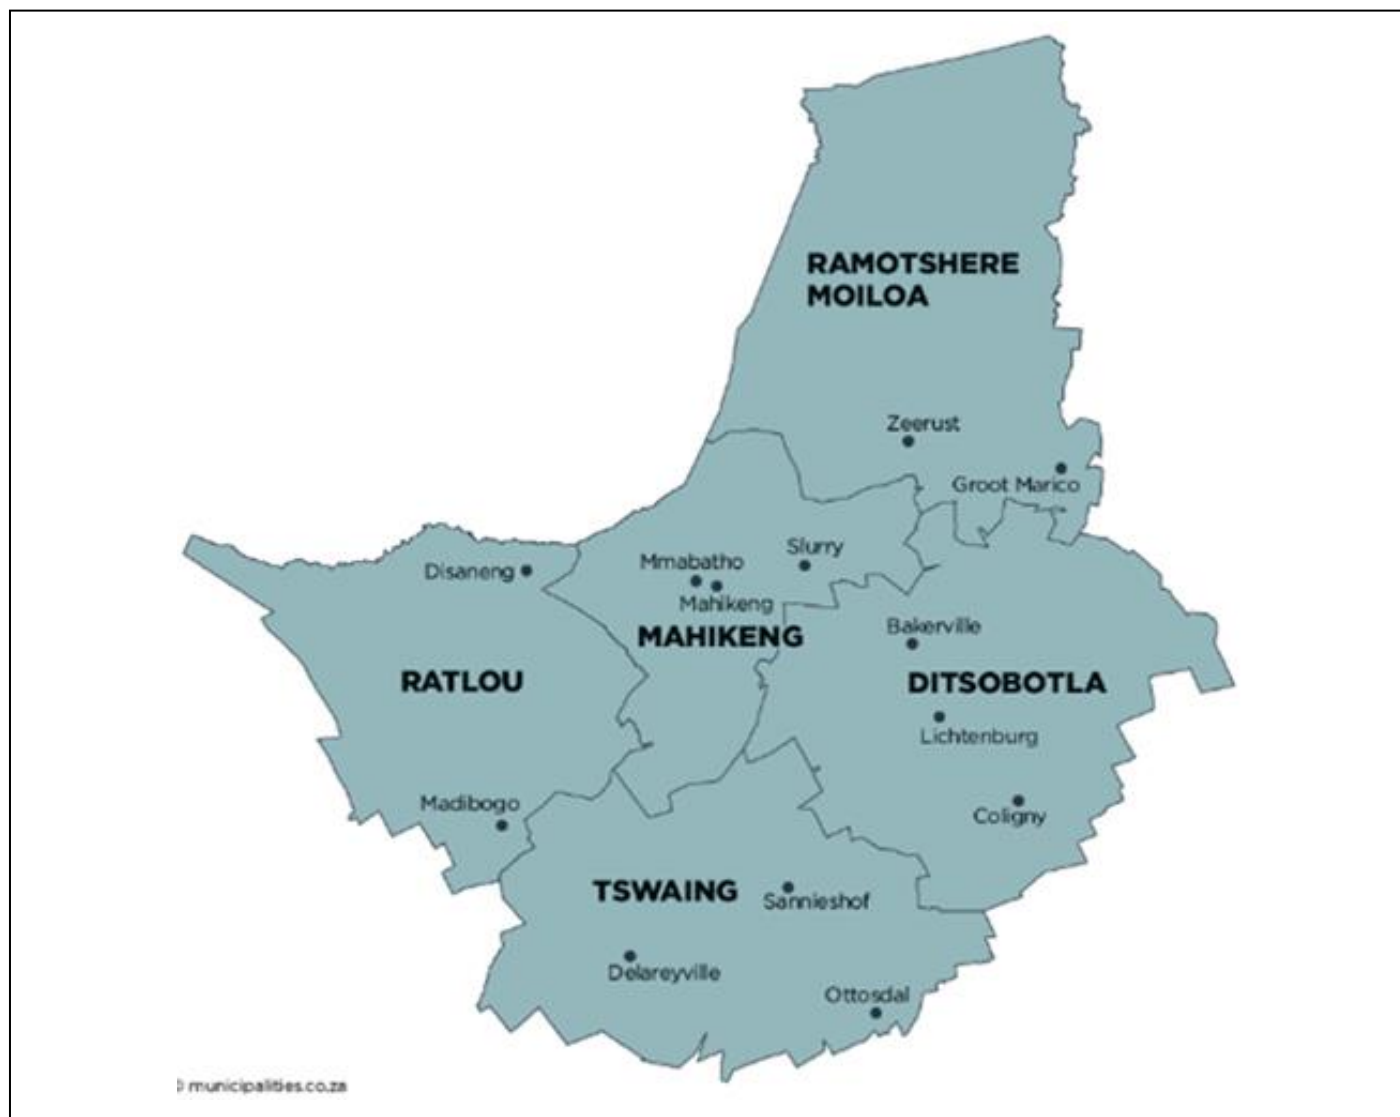 RAMOTSHERE
MOILOA
Zeerust
Groot Marico
Slurry
Mmabatho
Disaneng
Mahikeng
MAHIKENG
Bakerville
RATLOU
DITSOBOTLA
Lichtenburg
Madibogo
Coligny
TSWAING
Sannieshof
Delareyville
Ottosdal
© municipalities.co.za